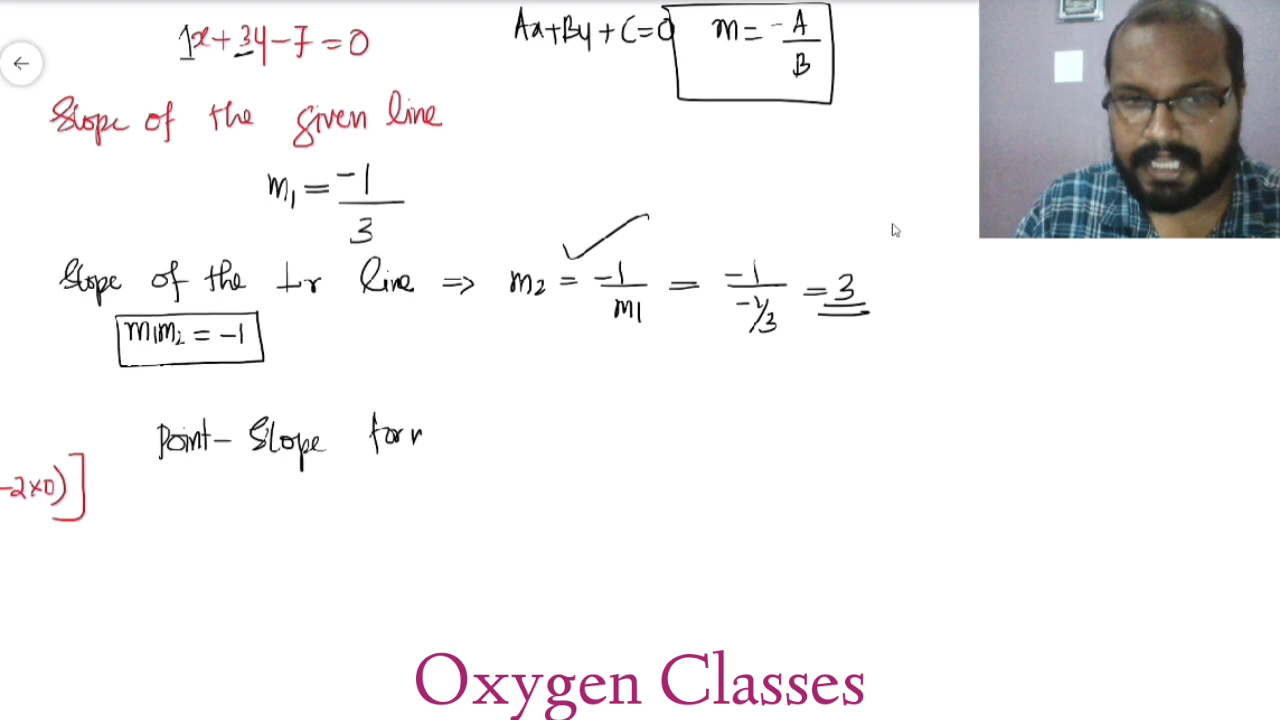 1x+3y-7=0
Ax+By+C=0 m=-A/B
Slope of the given line
m₁=-1/3
Slope of the ⊥r line ⇒ m₂ = -1/m₁ = -1/-1/3 = 3
m₁m₂ = -1
Point-Slope for
-2×0)]
Oxygen Classes